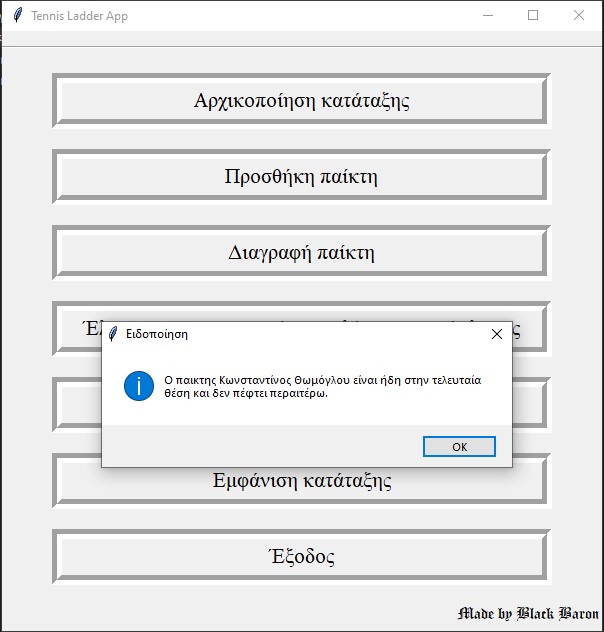 Tennis Ladder App
Αρχικοποίηση κατάταξης
Προσθήκη παίκτη
Διαγραφή παίκτη
Ειδοποίηση
Ο παικτης Κωνσταντίνος Θωμόγλου είναι ήδη στην τελευταία
θέση και δεν πέφτει περαιτέρω.
OK
Εμφάνιση κατάταξης
Έξοδος
Made by Black Baron